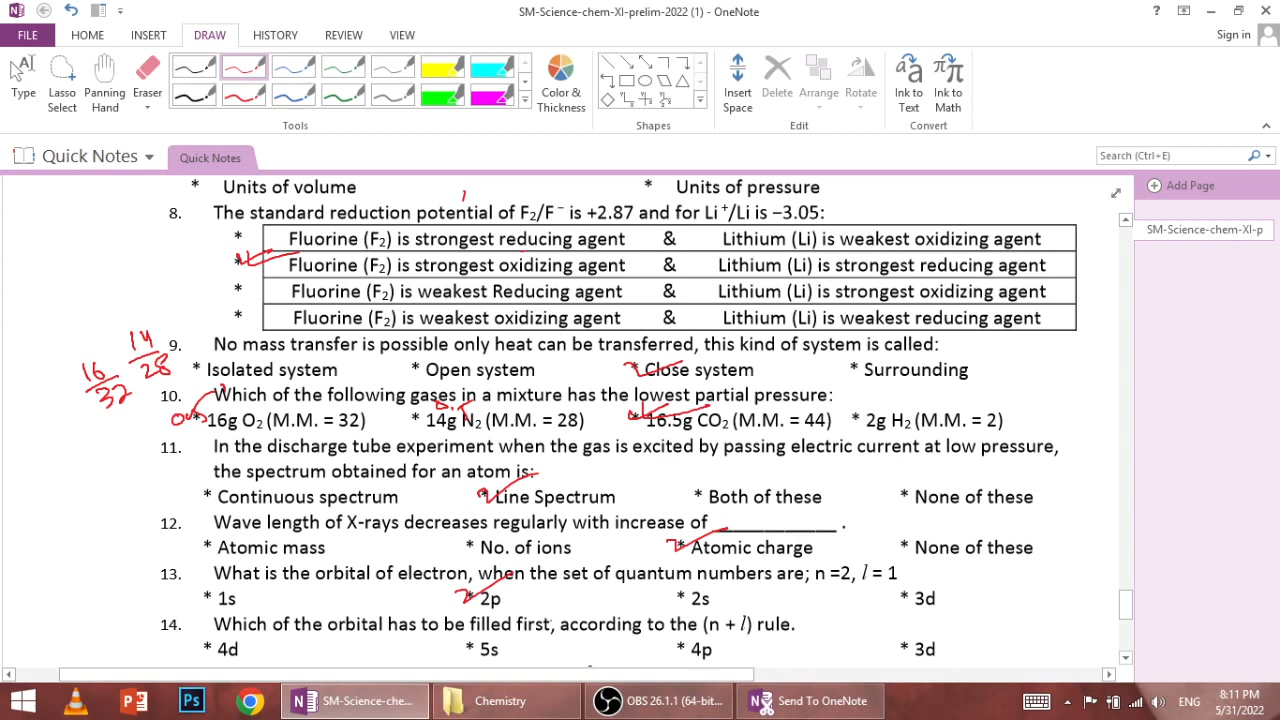 SM-Science-chem-XI-prelim-2022 (1) - OneNote
FILE HOME INSERT DRAW HISTORY REVIEW VIEW Sign in
Type Lasso Select Panning Hand Eraser Color & Thickness Insert Space Delete Arrange Rotate Ink to Text Ink to Math
Tools Shapes Edit Convert
Quick Notes Quick Notes Search (Ctrl+E)
Add Page
SM-Science-chem-XI-p
* Units of volume * Units of pressure
8. The standard reduction potential of F₂/F⁻ is +2.87 and for Li⁺/Li is −3.05:
* Fluorine (F₂) is strongest reducing agent & Lithium (Li) is weakest oxidizing agent
* Fluorine (F₂) is strongest oxidizing agent & Lithium (Li) is strongest reducing agent
* Fluorine (F₂) is weakest Reducing agent & Lithium (Li) is strongest oxidizing agent
* Fluorine (F₂) is weakest oxidizing agent & Lithium (Li) is weakest reducing agent
14
28
16
32
9. No mass transfer is possible only heat can be transferred, this kind of system is called:
* Isolated system * Open system * Close system * Surrounding
10. Which of the following gases in a mixture has the lowest partial pressure:
* 16g O₂ (M.M. = 32) * 14g N₂ (M.M. = 28) * 16.5g CO₂ (M.M. = 44) * 2g H₂ (M.M. = 2)
11. In the discharge tube experiment when the gas is excited by passing electric current at low pressure,
the spectrum obtained for an atom is:
* Continuous spectrum * Line Spectrum * Both of these * None of these
12. Wave length of X-rays decreases regularly with increase of ____________ .
* Atomic mass * No. of ions * Atomic charge * None of these
13. What is the orbital of electron, when the set of quantum numbers are; n =2, l = 1
* 1s * 2p * 2s * 3d
14. Which of the orbital has to be filled first, according to the (n + l) rule.
* 4d * 5s * 4p * 3d
SM-Science-che... Chemistry OBS 26.1.1 (64-bit... Send To OneNote ENG 8:11 PM
5/31/2022